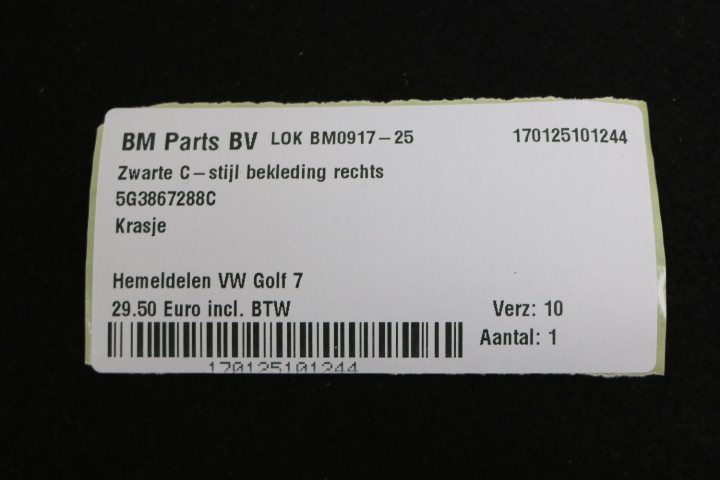 BM Parts BV LOK BM0917-25 170125101244
Zwarte C-stijl bekleding rechts
5G3867288C
Krasje
Hemeldelen VW Golf 7
29.50 Euro incl. BTW Verz: 10
Aantal: 1
170125101244